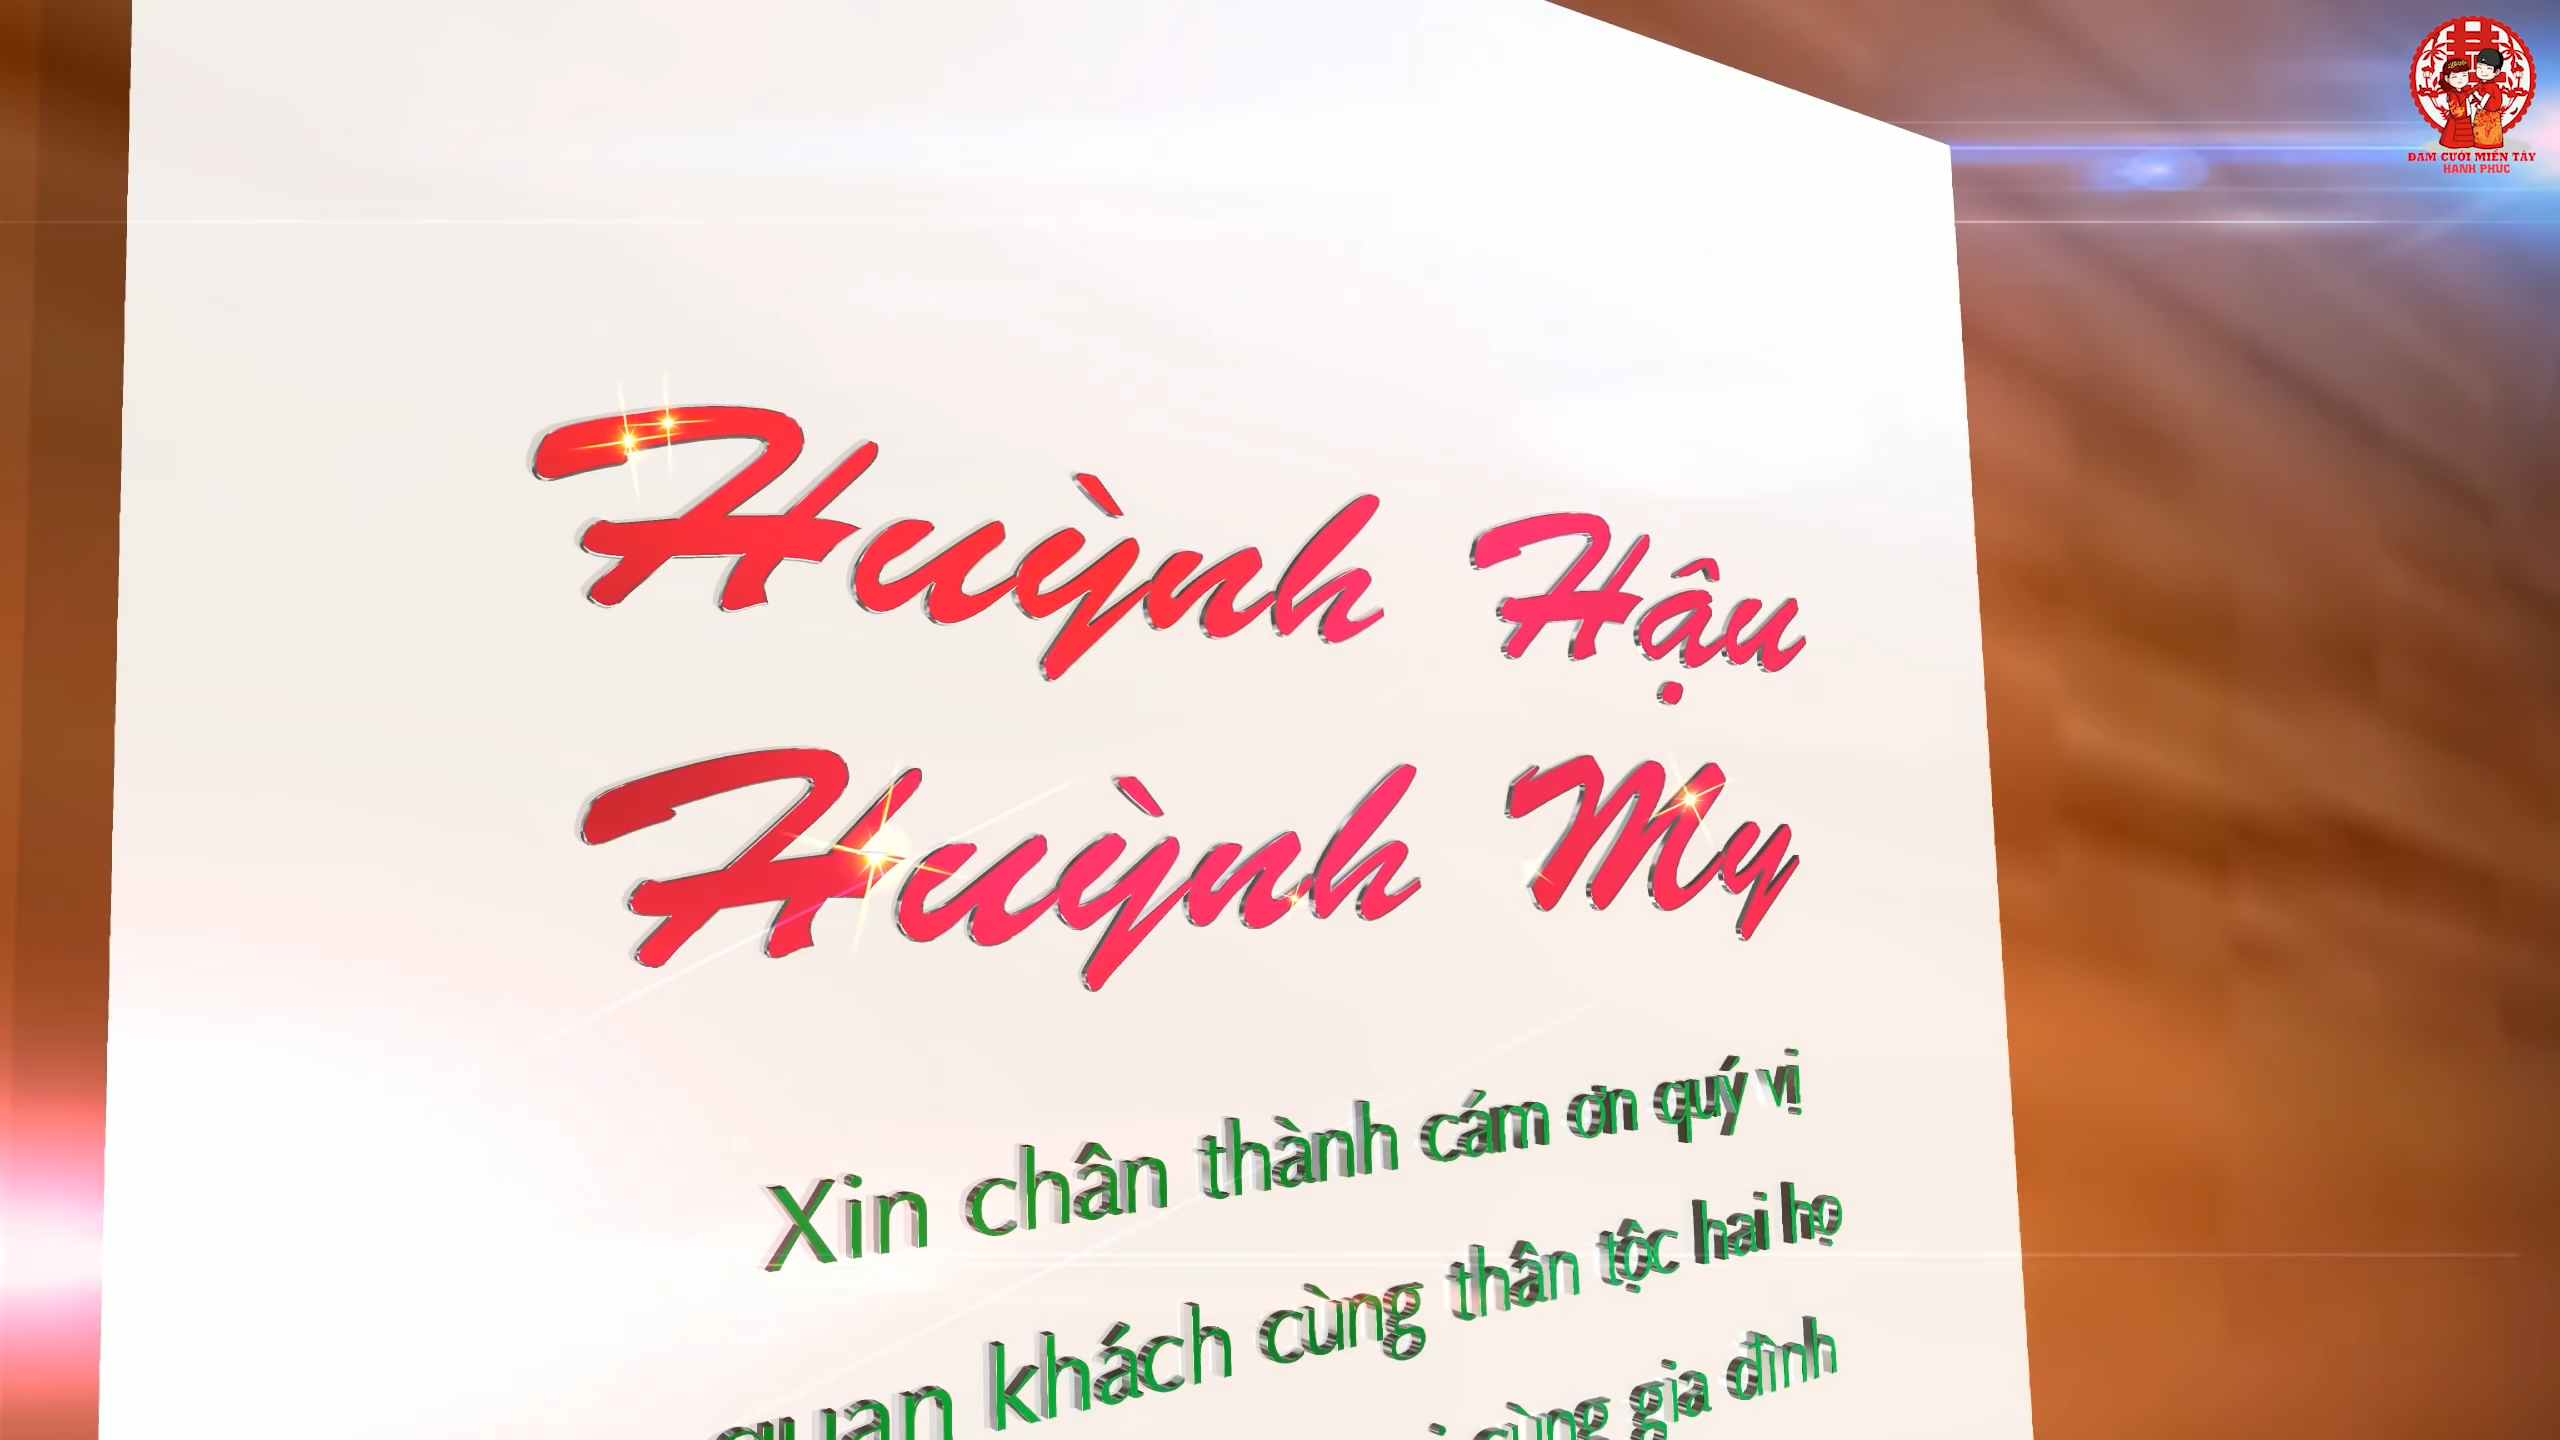 ĐÁM CƯỚI MIỀN TÂY
HẠNH PHÚC
Huỳnh Hậu
Huỳnh My
Xin chân thành cám ơn quý vị
quan khách cùng thân tộc hai họ
cùng gia đình